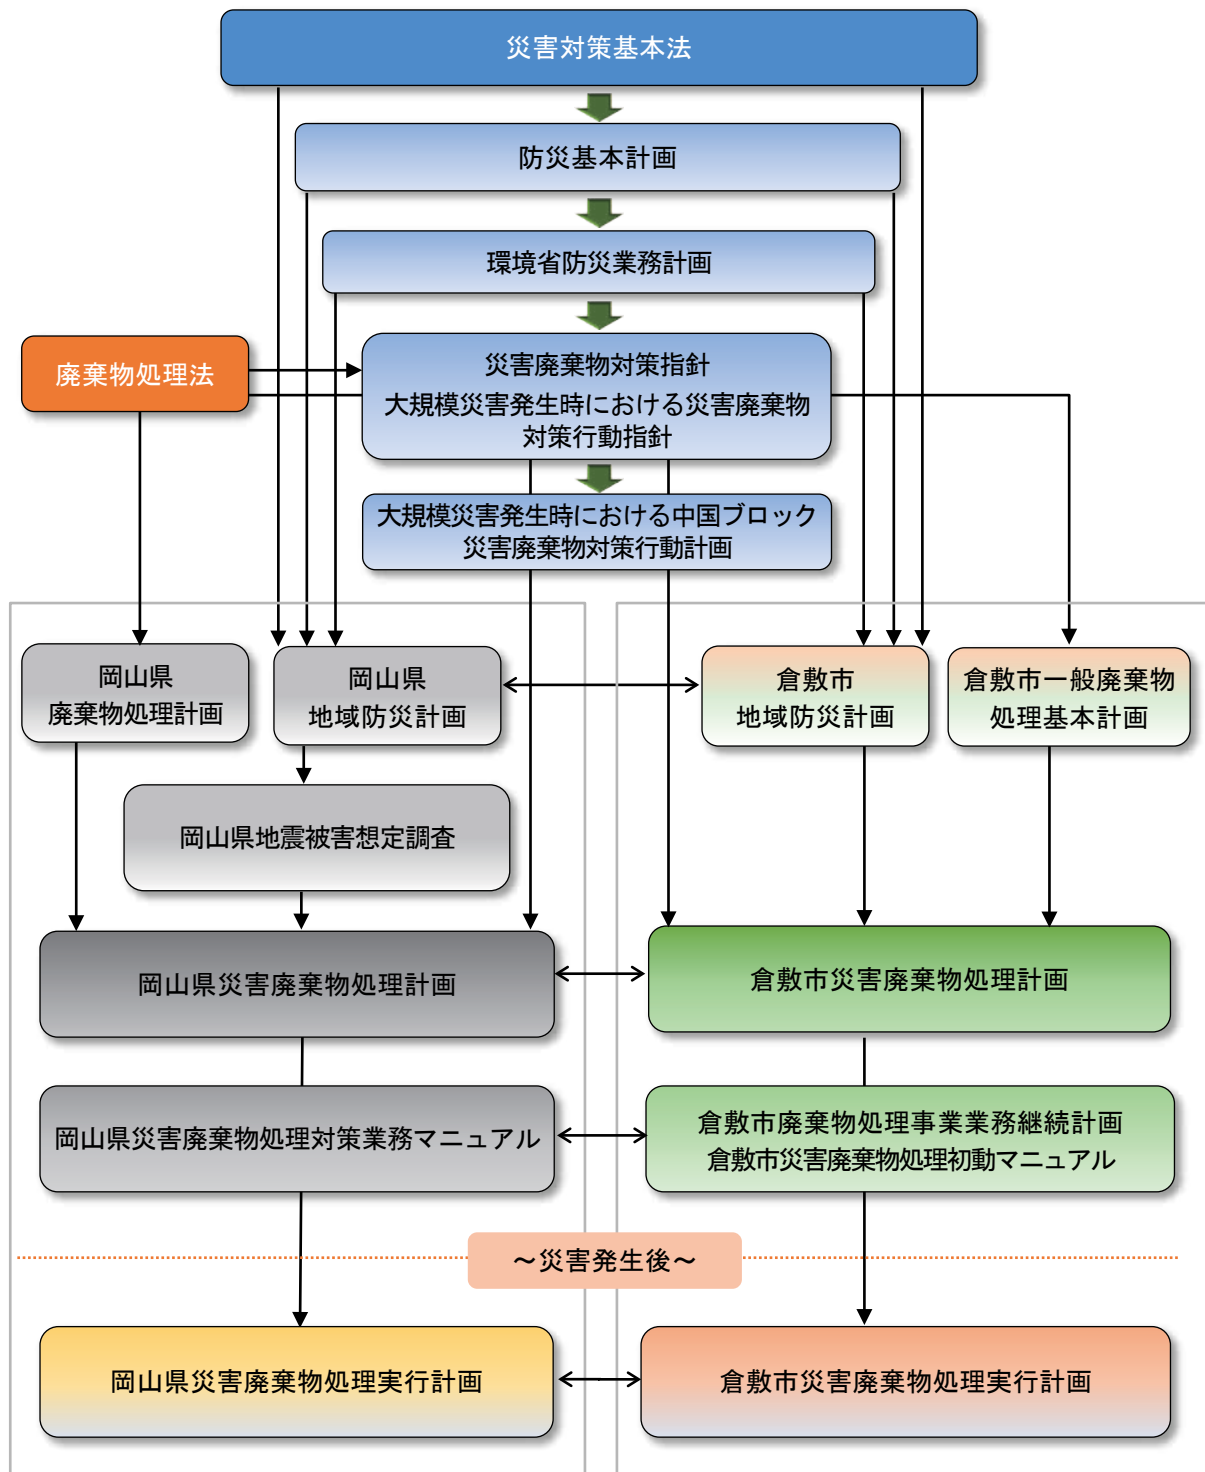 災害対策基本法
防災基本計画
環境省防災業務計画
廃棄物処理法
災害廃棄物対策指針
大規模災害発生時における災害廃棄物
対策行動指針
大規模災害発生時における中国ブロック
災害廃棄物対策行動計画
岡山県
廃棄物処理計画
岡山県
地域防災計画
倉敷市
地域防災計画
倉敷市一般廃棄物
処理基本計画
岡山県地震被害想定調査
岡山県災害廃棄物処理計画
倉敷市災害廃棄物処理計画
岡山県災害廃棄物処理対策業務マニュアル
倉敷市廃棄物処理事業業務継続計画
倉敷市災害廃棄物処理初動マニュアル
～災害発生後～
岡山県災害廃棄物処理実行計画
倉敷市災害廃棄物処理実行計画